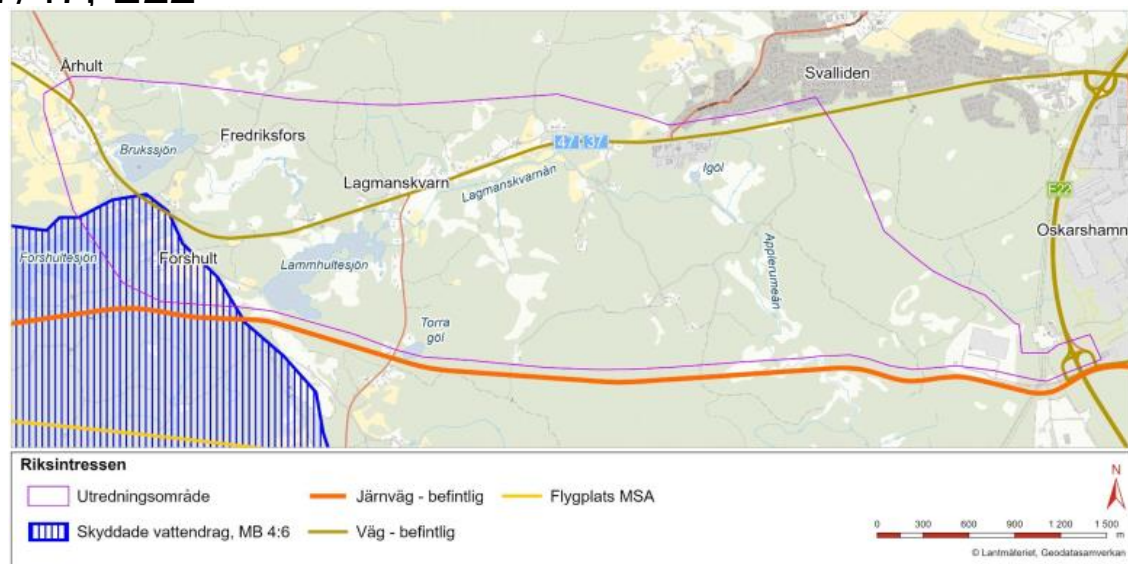 Århult
Svalliden
Fredriksfors
Brukssjön
47 137
Lagmanskvarn
Lagmanskvarnån
Igöl
E22
Oskarshamn
Forshultesjön
Forshult
Lammhultesjön
Applerumeån
Torra
göl
Riksintressen
Utredningsområde
Järnväg - befintlig
Flygplats MSA
Skyddade vattendrag, MB 4:6
Väg - befintlig
N
0 300 600 900 1 200 1 500
m
© Lantmäteriet, Geodatasamverkan